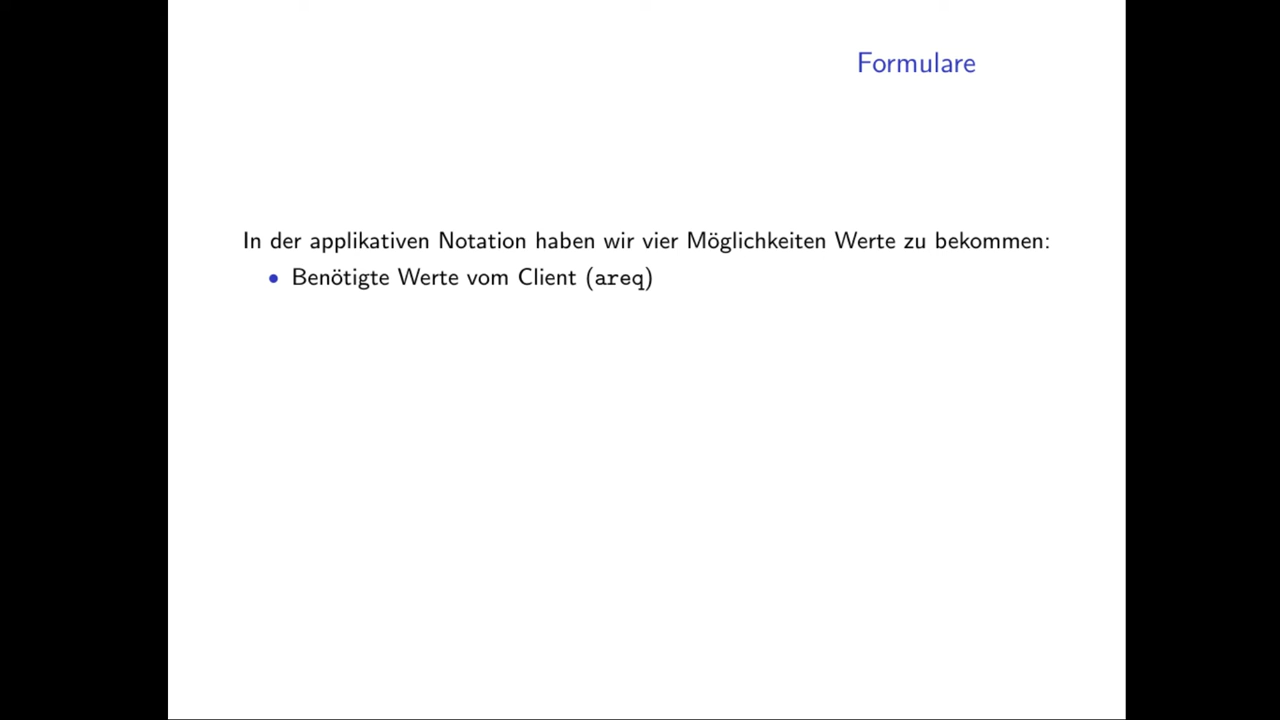 Formulare
In der applikativen Notation haben wir vier Möglichkeiten Werte zu bekommen:
• Benötigte Werte vom Client (areq)